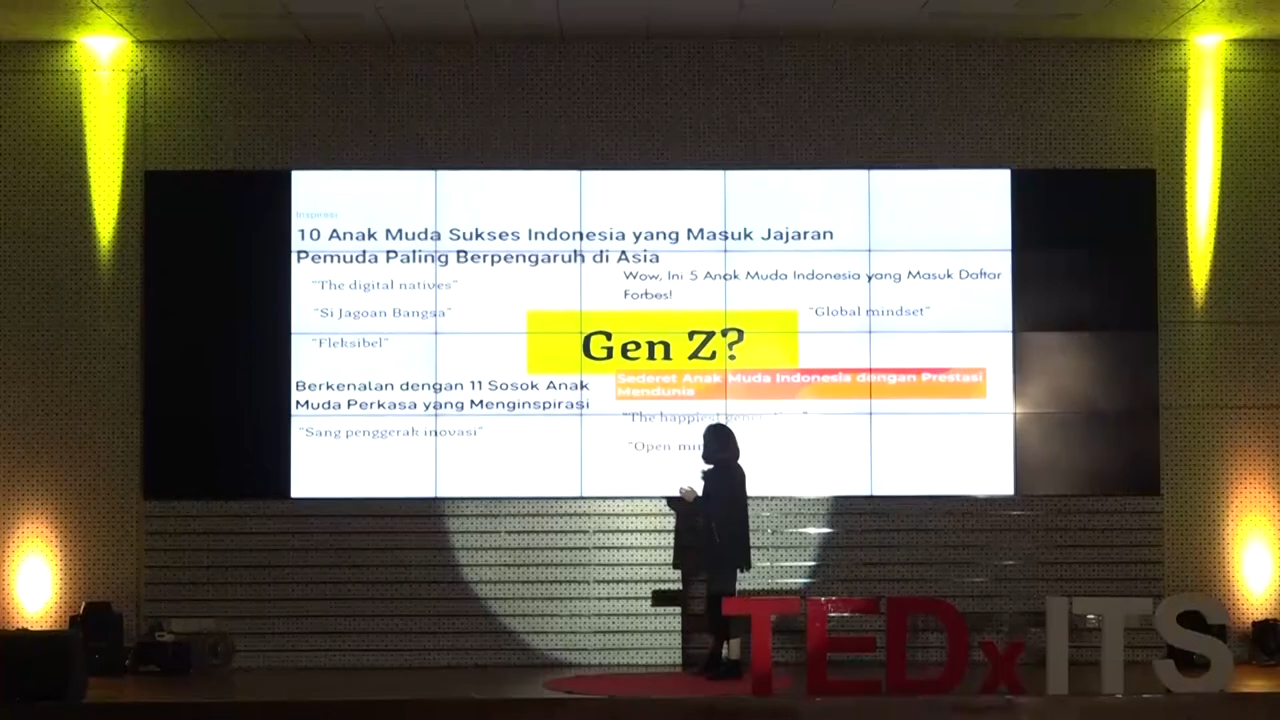 Inspirasi
10 Anak Muda Sukses Indonesia yang Masuk Jajaran
Pemuda Paling Berpengaruh di Asia
Wow, Ini 5 Anak Muda Indonesia yang Masuk Daftar
Forbes!
"The digital natives"
"Si Jagoan Bangsa"
"Global mindset"
"Fleksibel"
Gen Z?
Sederet Anak Muda Indonesia dengan Prestasi
Mendunia
Berkenalan dengan 11 Sosok Anak
Muda Perkasa yang Menginspirasi
"The happiest
"Sang penggerak inovasi"
"Open
TEDxITS